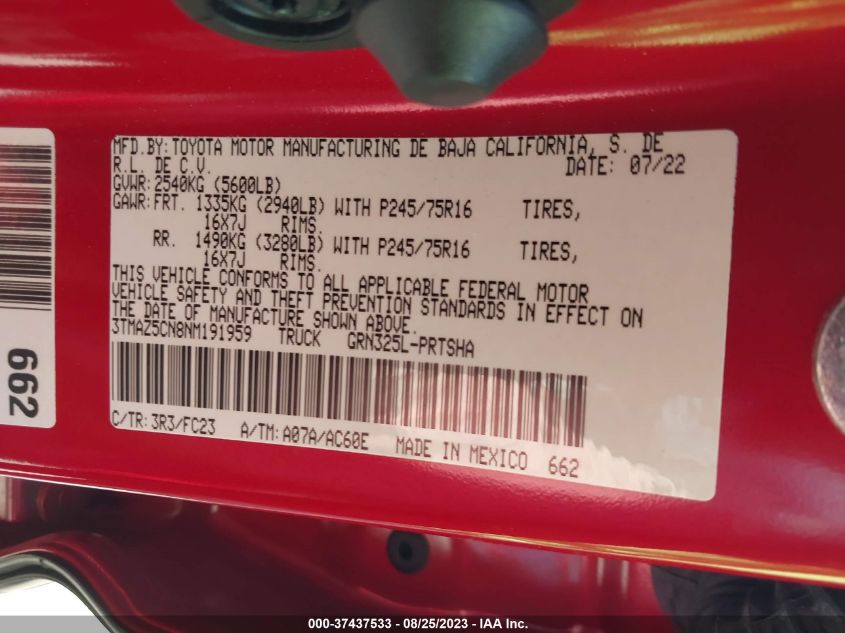 MFD.BY:TOYOTA MOTOR MANUFACTURING DE BAJA CALIFORNIA, S. DE
R.L. DE C.V. DATE: 07/22
GVWR:2540KG (5600LB)
GAWR:FRT. 1335KG (2940LB) WITH P245/75R16 TIRES,
16X7J RIMS.
RR. 1490KG (3280LB) WITH P245/75R16 TIRES,
16X7J RIMS.
THIS VEHICLE CONFORMS TO ALL APPLICABLE FEDERAL MOTOR
VEHICLE SAFETY AND THEFT PREVENTION STANDARDS IN EFFECT ON
THE DATE OF MANUFACTURE SHOWN ABOVE.
3TMAZ5CN8NM191959 TRUCK GRN325L-PRTSHA
C/TR:3R3/FC23 A/TM:A07A/AC60E MADE IN MEXICO 662
662
000-37437533 - 08/25/2023 - IAA Inc.